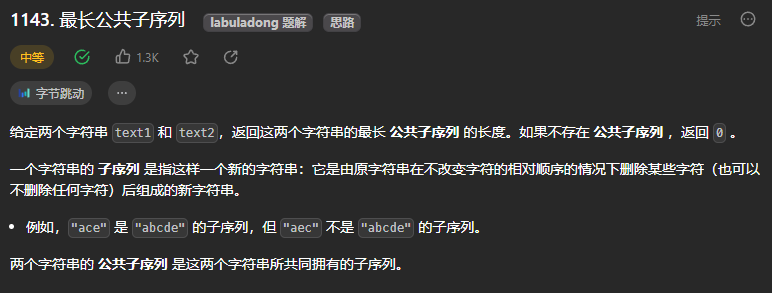 1143. 最长公共子序列 labuladong 题解 思路 提示
中等 1.3K
字节跳动 ...
给定两个字符串 text1 和 text2，返回这两个字符串的最长 公共子序列 的长度。如果不存在 公共子序列 ，返回 0 。
一个字符串的 子序列 是指这样一个新的字符串：它是由原字符串在不改变字符的相对顺序的情况下删除某些字符（也可以
不删除任何字符）后组成的新字符串。
• 例如，"ace" 是 "abcde" 的子序列，但 "aec" 不是 "abcde" 的子序列。
两个字符串的 公共子序列 是这两个字符串所共同拥有的子序列。